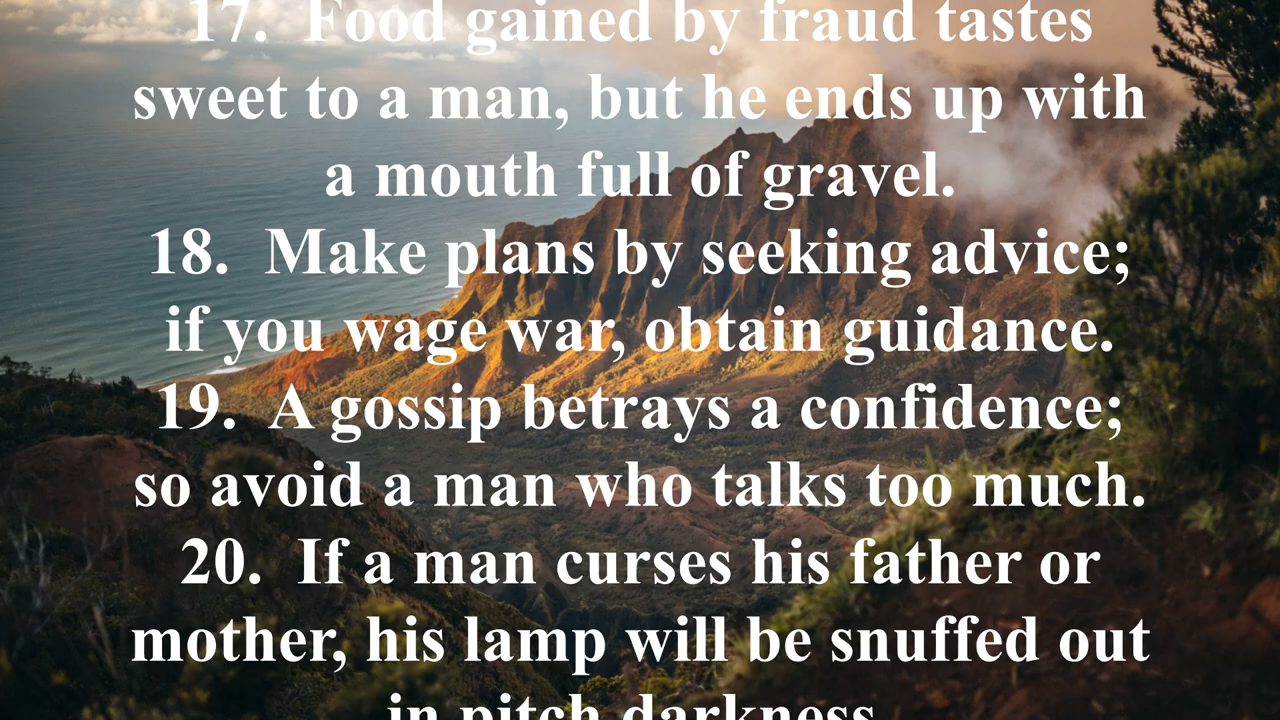 17.  Food gained by fraud tastes
sweet to a man, but he ends up with
a mouth full of gravel.
18.  Make plans by seeking advice;
if you wage war, obtain guidance.
19.  A gossip betrays a confidence;
so avoid a man who talks too much.
20.  If a man curses his father or
mother, his lamp will be snuffed out
in pitch darkness.